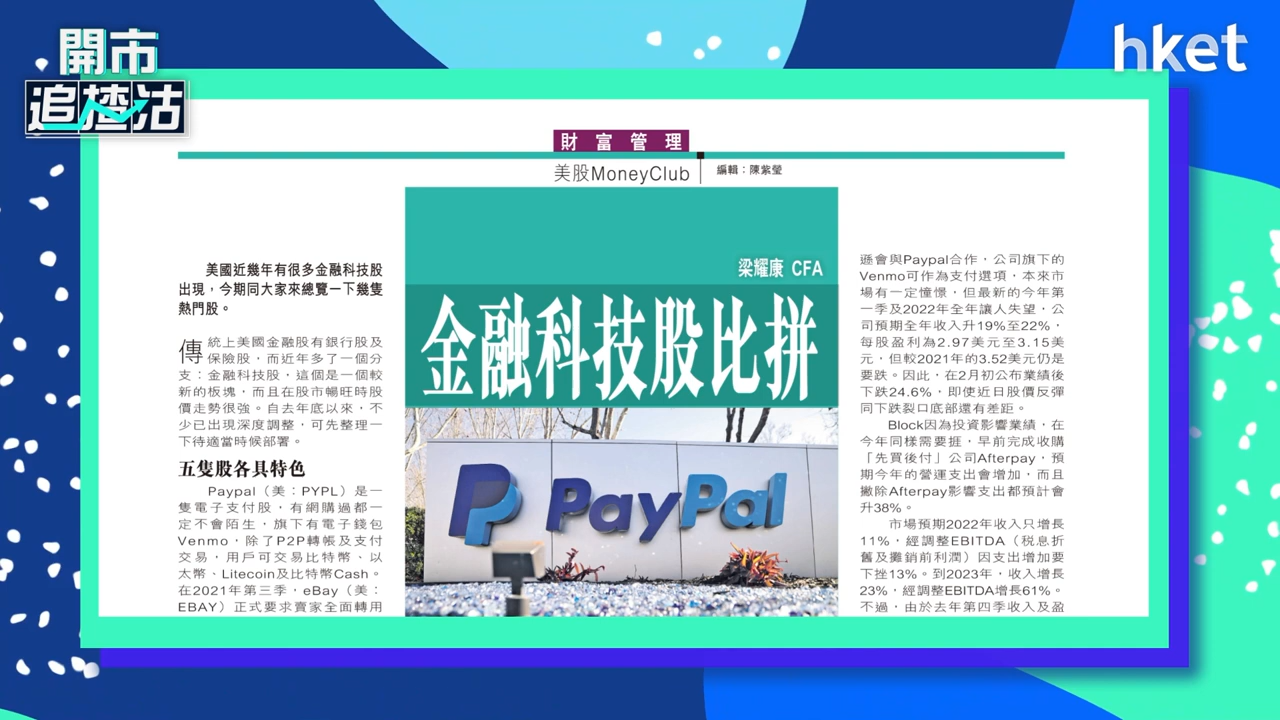 開市
追揸沽
hket
財富管理
美股MoneyClub
編輯：陳紫瑩
梁耀康 CFA
金融科技股比拼
美國近幾年有很多金融科技股
出現，今期同大家來總覽一下幾隻
熱門股。
傳統上美國金融股有銀行股及
保險股，而近年多了一個分
支：金融科技股，這個是一個較
新的板塊，而且在股市暢旺時股
價走勢很強。自去年底以來，不
少已出現深度調整，可先整理一
下待適當時候部署。
五隻股各具特色
Paypal（美：PYPL）是一
隻電子支付股，有網購過都一
定不會陌生，旗下有電子錢包
Venmo，除了P2P轉帳及支付
交易，用戶可交易比特幣、以
太幣、Litecoin及比特幣Cash。
在2021年第三季，eBay（美：
EBAY）正式要求賣家全面轉用
PayPal
遜會與Paypal合作，公司旗下的
Venmo可作為支付選項，本來市
場有一定憧憬，但最新的今年第
一季及2022年全年讓人失望，公
司預期全年收入升19%至22%，
每股盈利為2.97美元至3.15美
元，但較2021年的3.52美元仍是
要跌。因此，在2月初公布業績後
下跌24.6%，即使近日股價反彈
同下跌裂口底部還有差距。
Block因為投資影響業績，在
今年同樣需要捱，早前完成收購
「先買後付」公司Afterpay，預
期今年的營運支出會增加，而且
撇除Afterpay影響支出都預計會
升38%。
市場預期2022年收入只增長
11%，經調整EBITDA（税息折
舊及攤銷前利潤）因支出增加要
下挫13%。到2023年，收入增長
23%，經調整EBITDA增長61%。
不過，由於去年第四季收入及盈